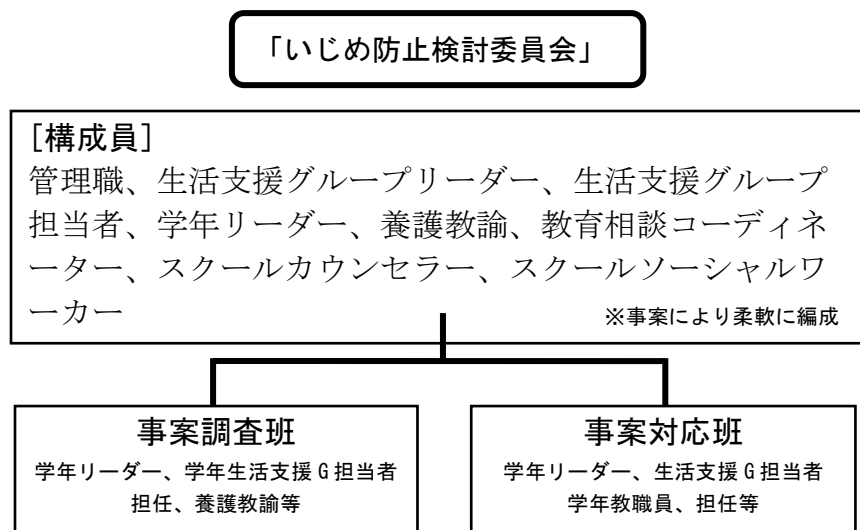 「いじめ防止検討委員会」
[構成員]
管理職、生活支援グループリーダー、生活支援グループ
担当者、学年リーダー、養護教諭、教育相談コーディネ
ーター、スクールカウンセラー、スクールソーシャルワ
ーカー ※事案により柔軟に編成
事案調査班
学年リーダー、学年生活支援G担当者
担任、養護教諭等
事案対応班
学年リーダー、生活支援G担当者
学年教職員、担任等